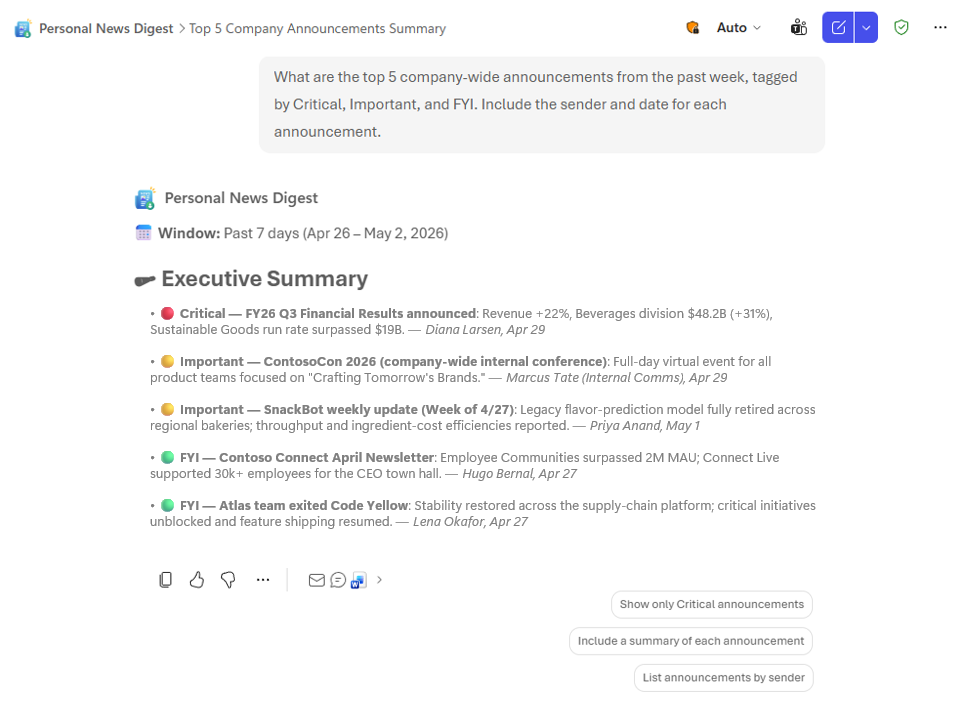 Personal News Digest > Top 5 Company Announcements Summary
Auto
What are the top 5 company-wide announcements from the past week, tagged
by Critical, Important, and FYI. Include the sender and date for each
announcement.
Personal News Digest
Window: Past 7 days (Apr 26 – May 2, 2026)
Executive Summary
• Critical — FY26 Q3 Financial Results announced: Revenue +22%, Beverages division $48.2B (+31%),
Sustainable Goods run rate surpassed $19B. — Diana Larsen, Apr 29
• Important — ContosoCon 2026 (company-wide internal conference): Full-day virtual event for all
product teams focused on "Crafting Tomorrow's Brands." — Marcus Tate (Internal Comms), Apr 29
• Important — SnackBot weekly update (Week of 4/27): Legacy flavor-prediction model fully retired across
regional bakeries; throughput and ingredient-cost efficiencies reported. — Priya Anand, May 1
• FYI — Contoso Connect April Newsletter: Employee Communities surpassed 2M MAU; Connect Live
supported 30k+ employees for the CEO town hall. — Hugo Bernal, Apr 27
• FYI — Atlas team exited Code Yellow: Stability restored across the supply-chain platform; critical initiatives
unblocked and feature shipping resumed. — Lena Okafor, Apr 27
Show only Critical announcements
Include a summary of each announcement
List announcements by sender